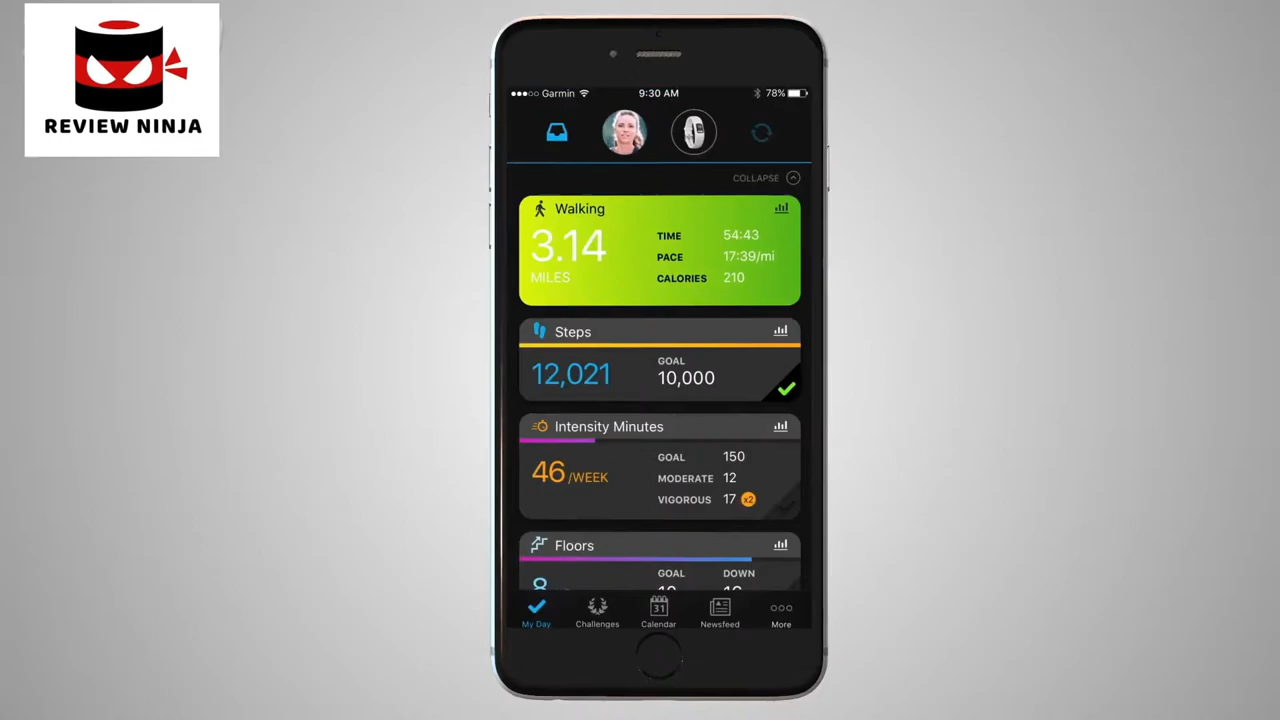 REVIEW NINJA
Garmin
9:30 AM
78%
COLLAPSE
Walking
3.14
MILES
TIME 54:43
PACE 17:39/mi
CALORIES 210
Steps
12,021
GOAL
10,000
Intensity Minutes
46 /WEEK
GOAL 150
MODERATE 12
VIGOROUS 17 x2
Floors
8
GOAL DOWN
31
My Day Challenges Calendar Newsfeed More